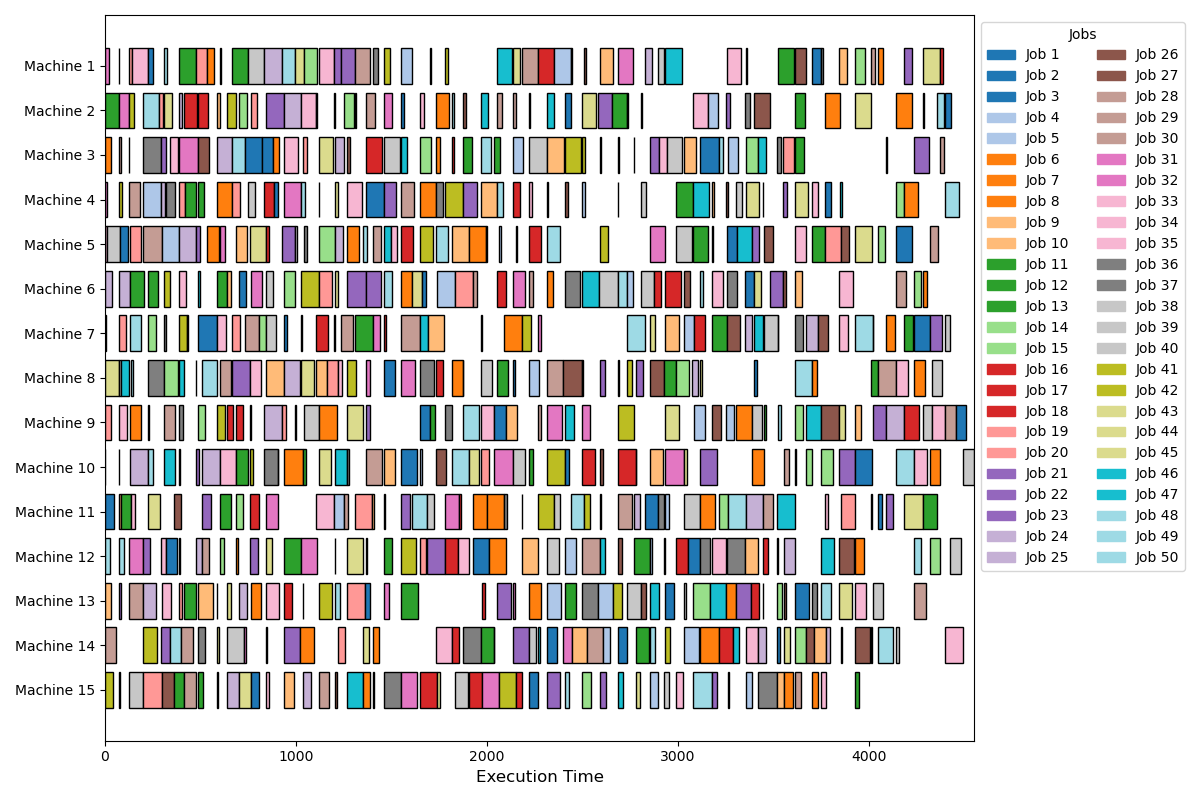 Machine 1
Machine 2
Machine 3
Machine 4
Machine 5
Machine 6
Machine 7
Machine 8
Machine 9
Machine 10
Machine 11
Machine 12
Machine 13
Machine 14
Machine 15
0 1000 2000 3000 4000
Execution Time
Jobs
Job 1 Job 26
Job 2 Job 27
Job 3 Job 28
Job 4 Job 29
Job 5 Job 30
Job 6 Job 31
Job 7 Job 32
Job 8 Job 33
Job 9 Job 34
Job 10 Job 35
Job 11 Job 36
Job 12 Job 37
Job 13 Job 38
Job 14 Job 39
Job 15 Job 40
Job 16 Job 41
Job 17 Job 42
Job 18 Job 43
Job 19 Job 44
Job 20 Job 45
Job 21 Job 46
Job 22 Job 47
Job 23 Job 48
Job 24 Job 49
Job 25 Job 50